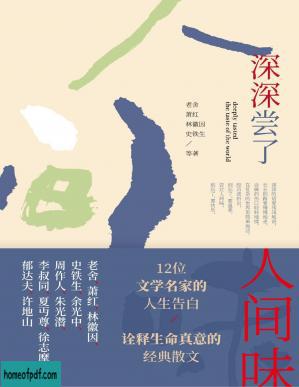 深深尝了
人间味
deeply tasted
the taste of the world
老舍
萧红
林徽因
史铁生
/
等著
12位
文学名家的
人生告白
/
诠释生命真意的
经典散文
老舍 萧红 林徽因、
史铁生 余光中、
周作人 朱光潜、
李叔同 夏丏尊 徐志摩、
郁达夫 许地山
homeofpdf.com